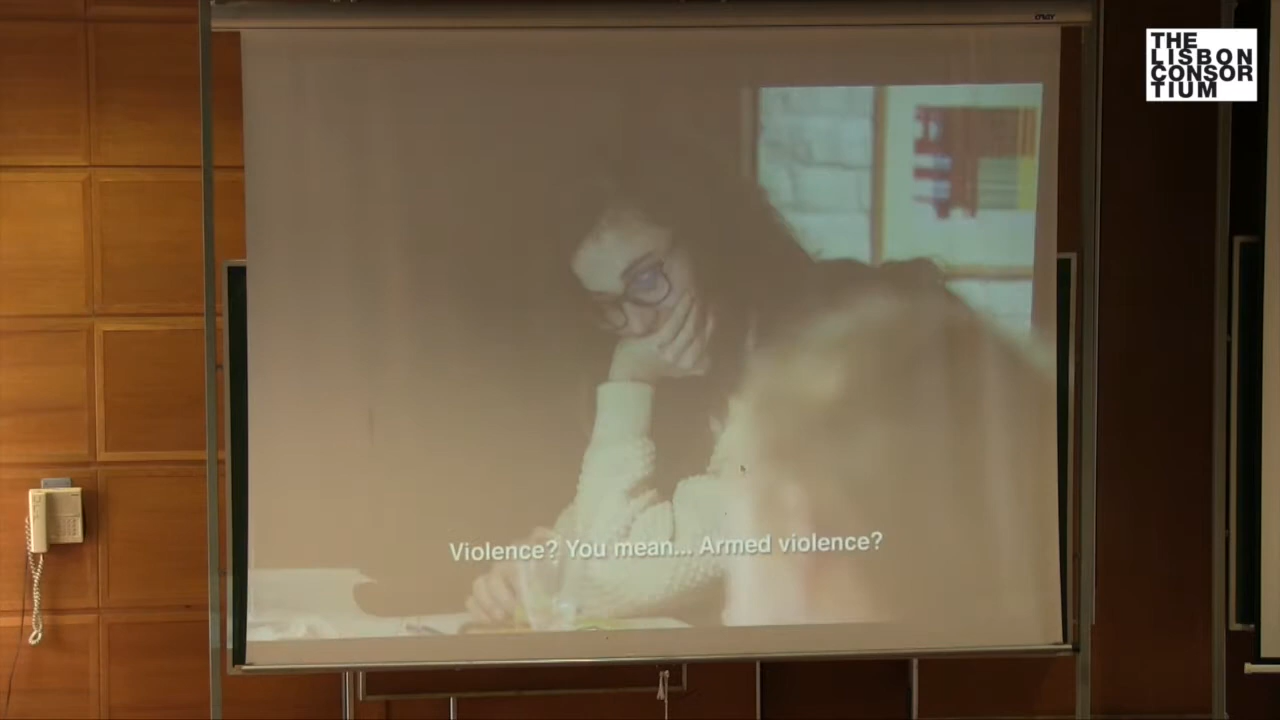 THE
LISBON
CONSOR
TIUM
Violence? You mean... Armed violence?